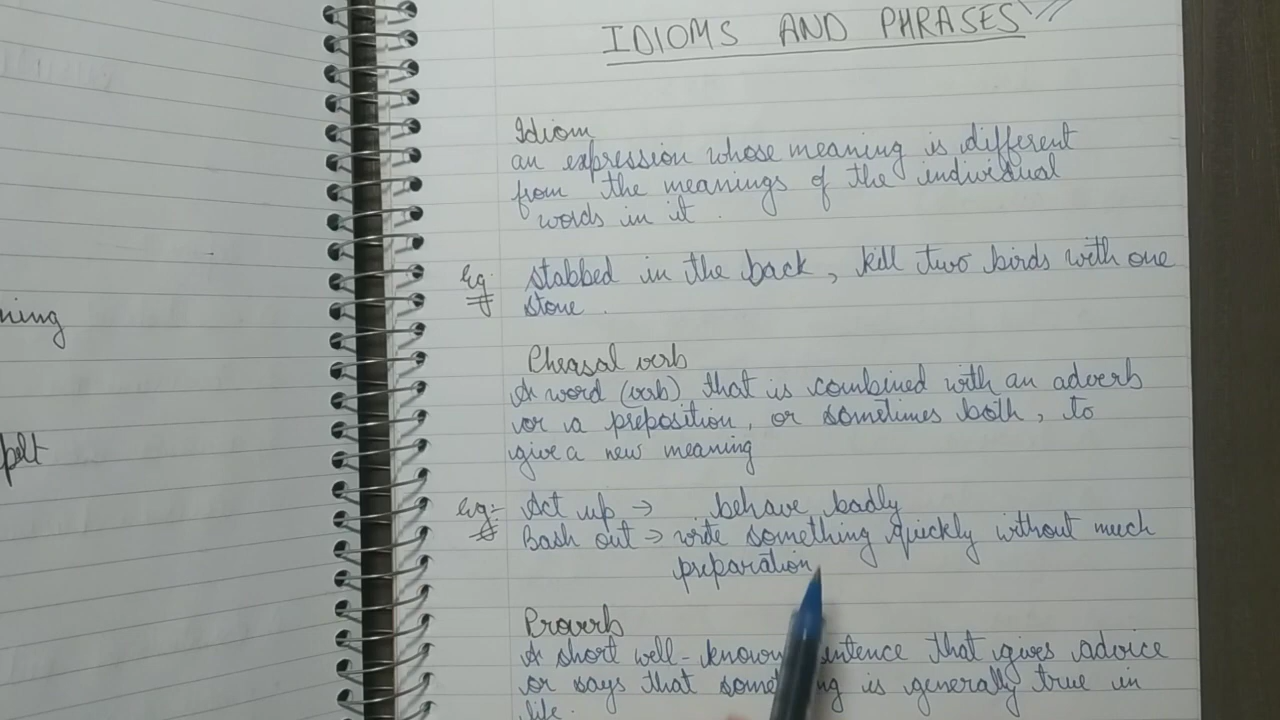 ning
pelt
IDIOMS AND PHRASES
Idiom
an expression whose meaning is different
from the meanings of the individual
words in it.
Eg: stabbed in the back, kill two birds with one
stone.
Phrasal verb
A word (verb) that is combined with an adverb
or a preposition, or sometimes both, to
give a new meaning
Eg:- Act up → behave badly
Bash out → write something quickly without much
preparation
Proverb
A short well-known sentence that gives advice
or says that something is generally true in
life.